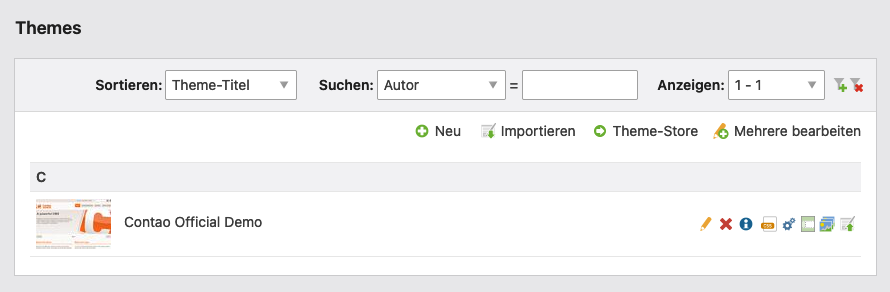 Themes
Sortieren: Theme-Titel Suchen: Autor = Anzeigen: 1 - 1
Neu Importieren Theme-Store Mehrere bearbeiten
C
Contao Official Demo